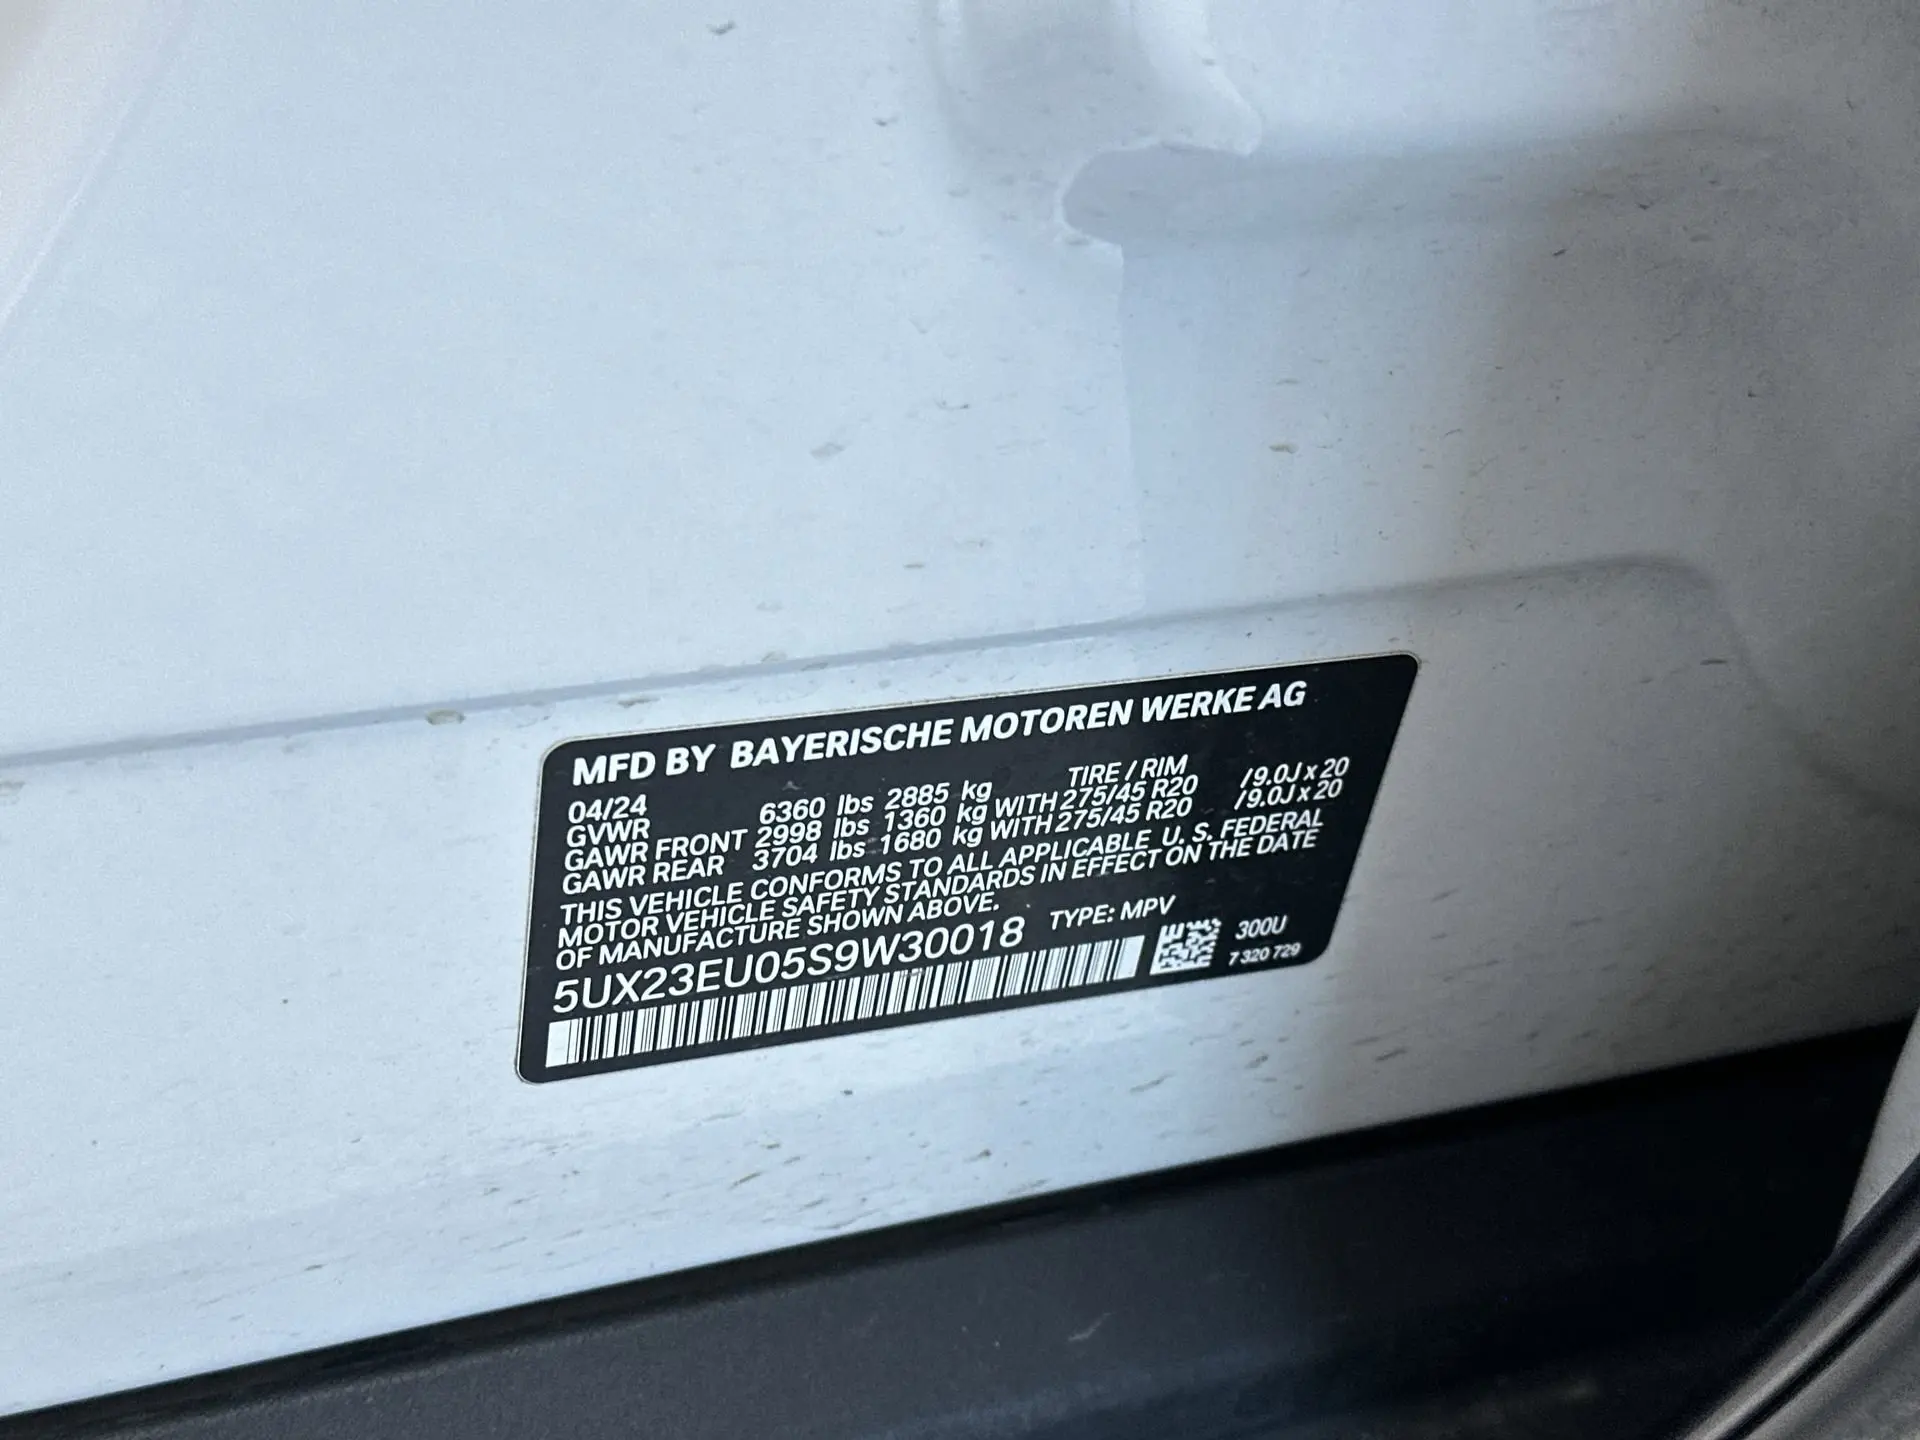 MFD BY BAYERISCHE MOTOREN WERKE AG
04/24 TIRE / RIM
GVWR 6360 lbs 2885 kg
GAWR FRONT 2998 lbs 1360 kg WITH 275/45 R20 /9.0J x 20
GAWR REAR 3704 lbs 1680 kg WITH 275/45 R20 /9.0J x 20
THIS VEHICLE CONFORMS TO ALL APPLICABLE U. S. FEDERAL
MOTOR VEHICLE SAFETY STANDARDS IN EFFECT ON THE DATE
OF MANUFACTURE SHOWN ABOVE.
5UX23EU05S9W30018 TYPE: MPV
300U
7 320 729